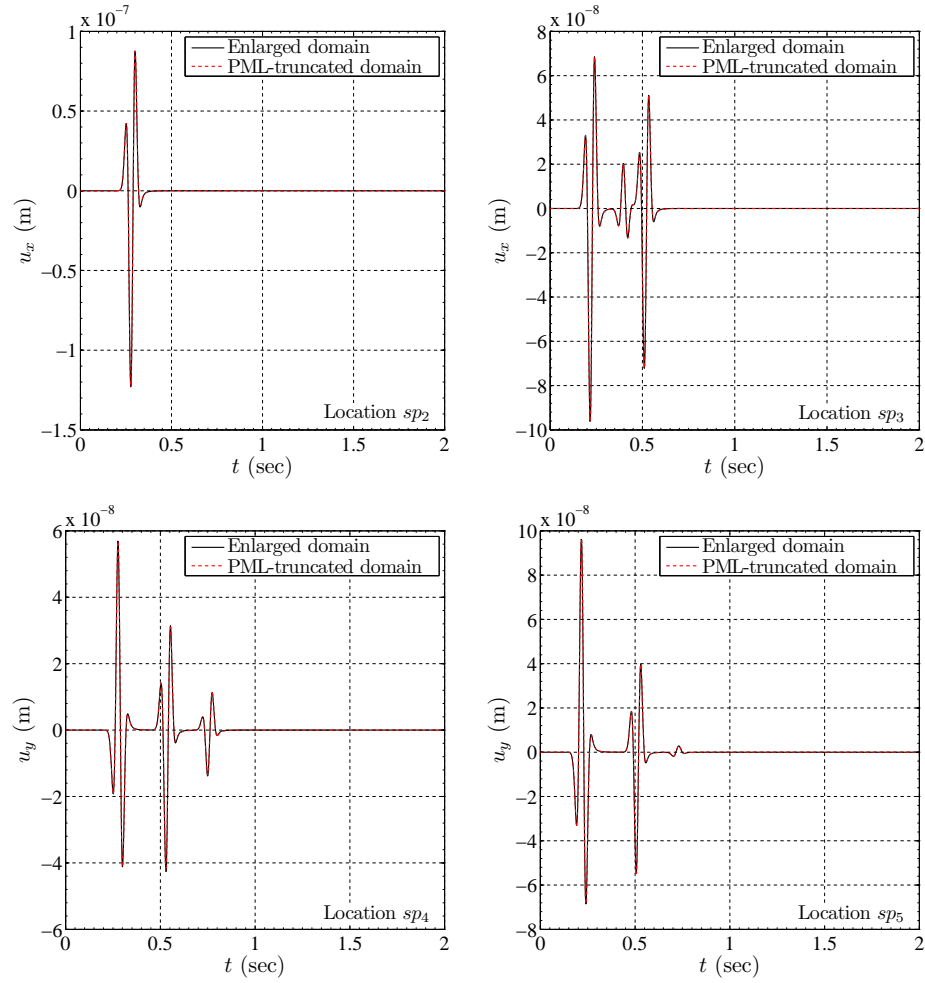 x 10⁻⁷
1
0.5
0
−0.5
−1
−1.5
0 0.5 1 1.5 2
u_x (m)
t (sec)
Enlarged domain
PML-truncated domain
Location sp₂
x 10⁻⁸
8
6
4
2
0
−2
−4
−6
−8
−10
0 0.5 1 1.5 2
u_x (m)
t (sec)
Enlarged domain
PML-truncated domain
Location sp₃
x 10⁻⁸
6
4
2
0
−2
−4
−6
0 0.5 1 1.5 2
u_y (m)
t (sec)
Enlarged domain
PML-truncated domain
Location sp₄
x 10⁻⁸
10
8
6
4
2
0
−2
−4
−6
−8
0 0.5 1 1.5 2
u_y (m)
t (sec)
Enlarged domain
PML-truncated domain
Location sp₅